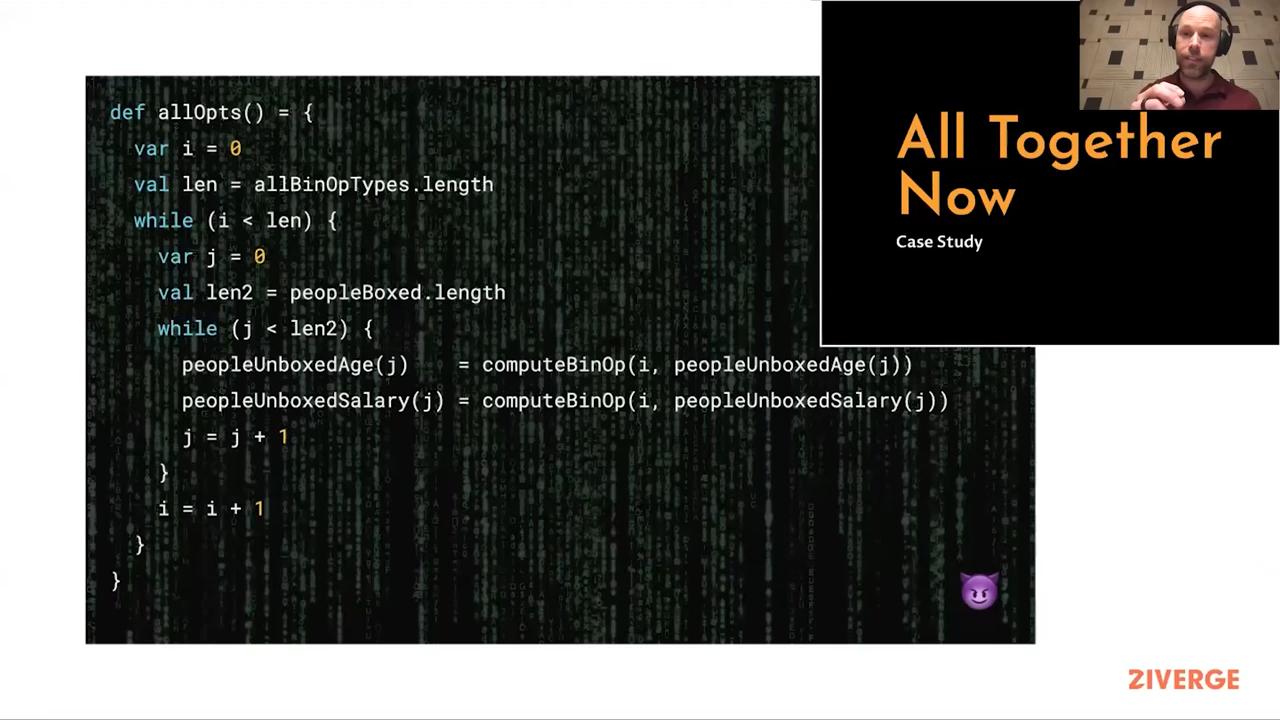 def allOpts() = {
var i = 0
val len = allBinOpTypes.length
while (i < len) {
var j = 0
val len2 = peopleBoxed.length
while (j < len2) {
peopleUnboxedAge(j)    = computeBinOp(i, peopleUnboxedAge(j))
peopleUnboxedSalary(j) = computeBinOp(i, peopleUnboxedSalary(j))
j = j + 1
}
i = i + 1
}
}
All Together
Now
Case Study
ZIVERGE